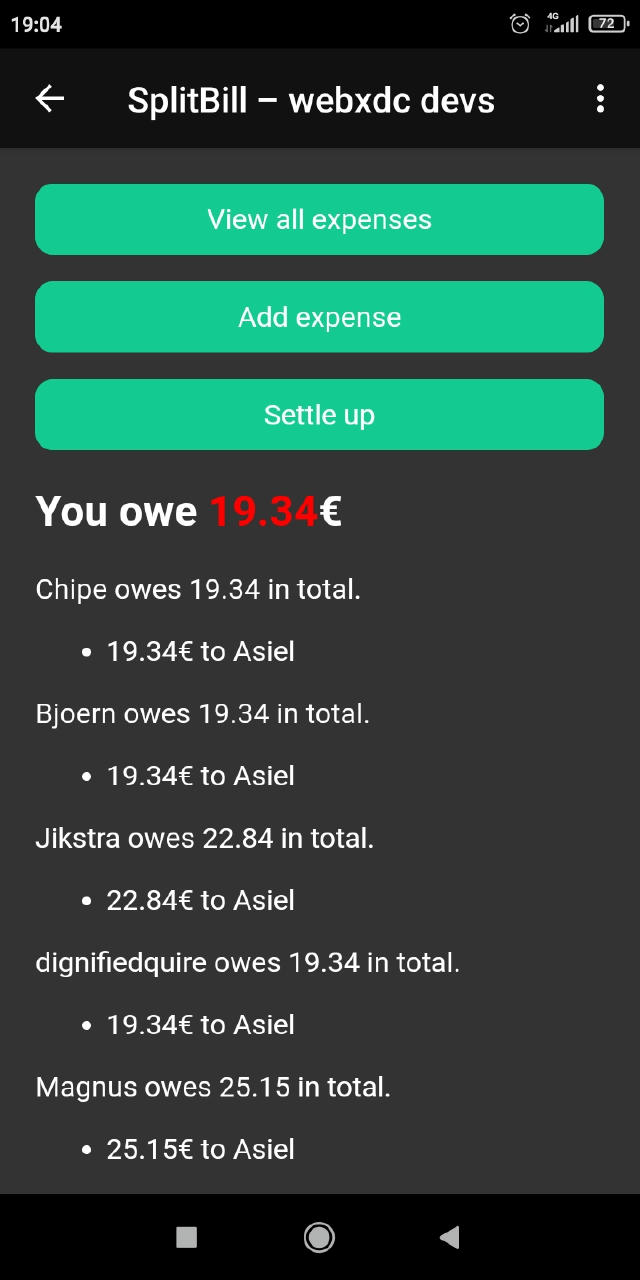 19:04
4G
72
SplitBill – webxdc devs
View all expenses
Add expense
Settle up
You owe 19.34€
Chipe owes 19.34 in total.
• 19.34€ to Asiel
Bjoern owes 19.34 in total.
• 19.34€ to Asiel
Jikstra owes 22.84 in total.
• 22.84€ to Asiel
dignifiedquire owes 19.34 in total.
• 19.34€ to Asiel
Magnus owes 25.15 in total.
• 25.15€ to Asiel